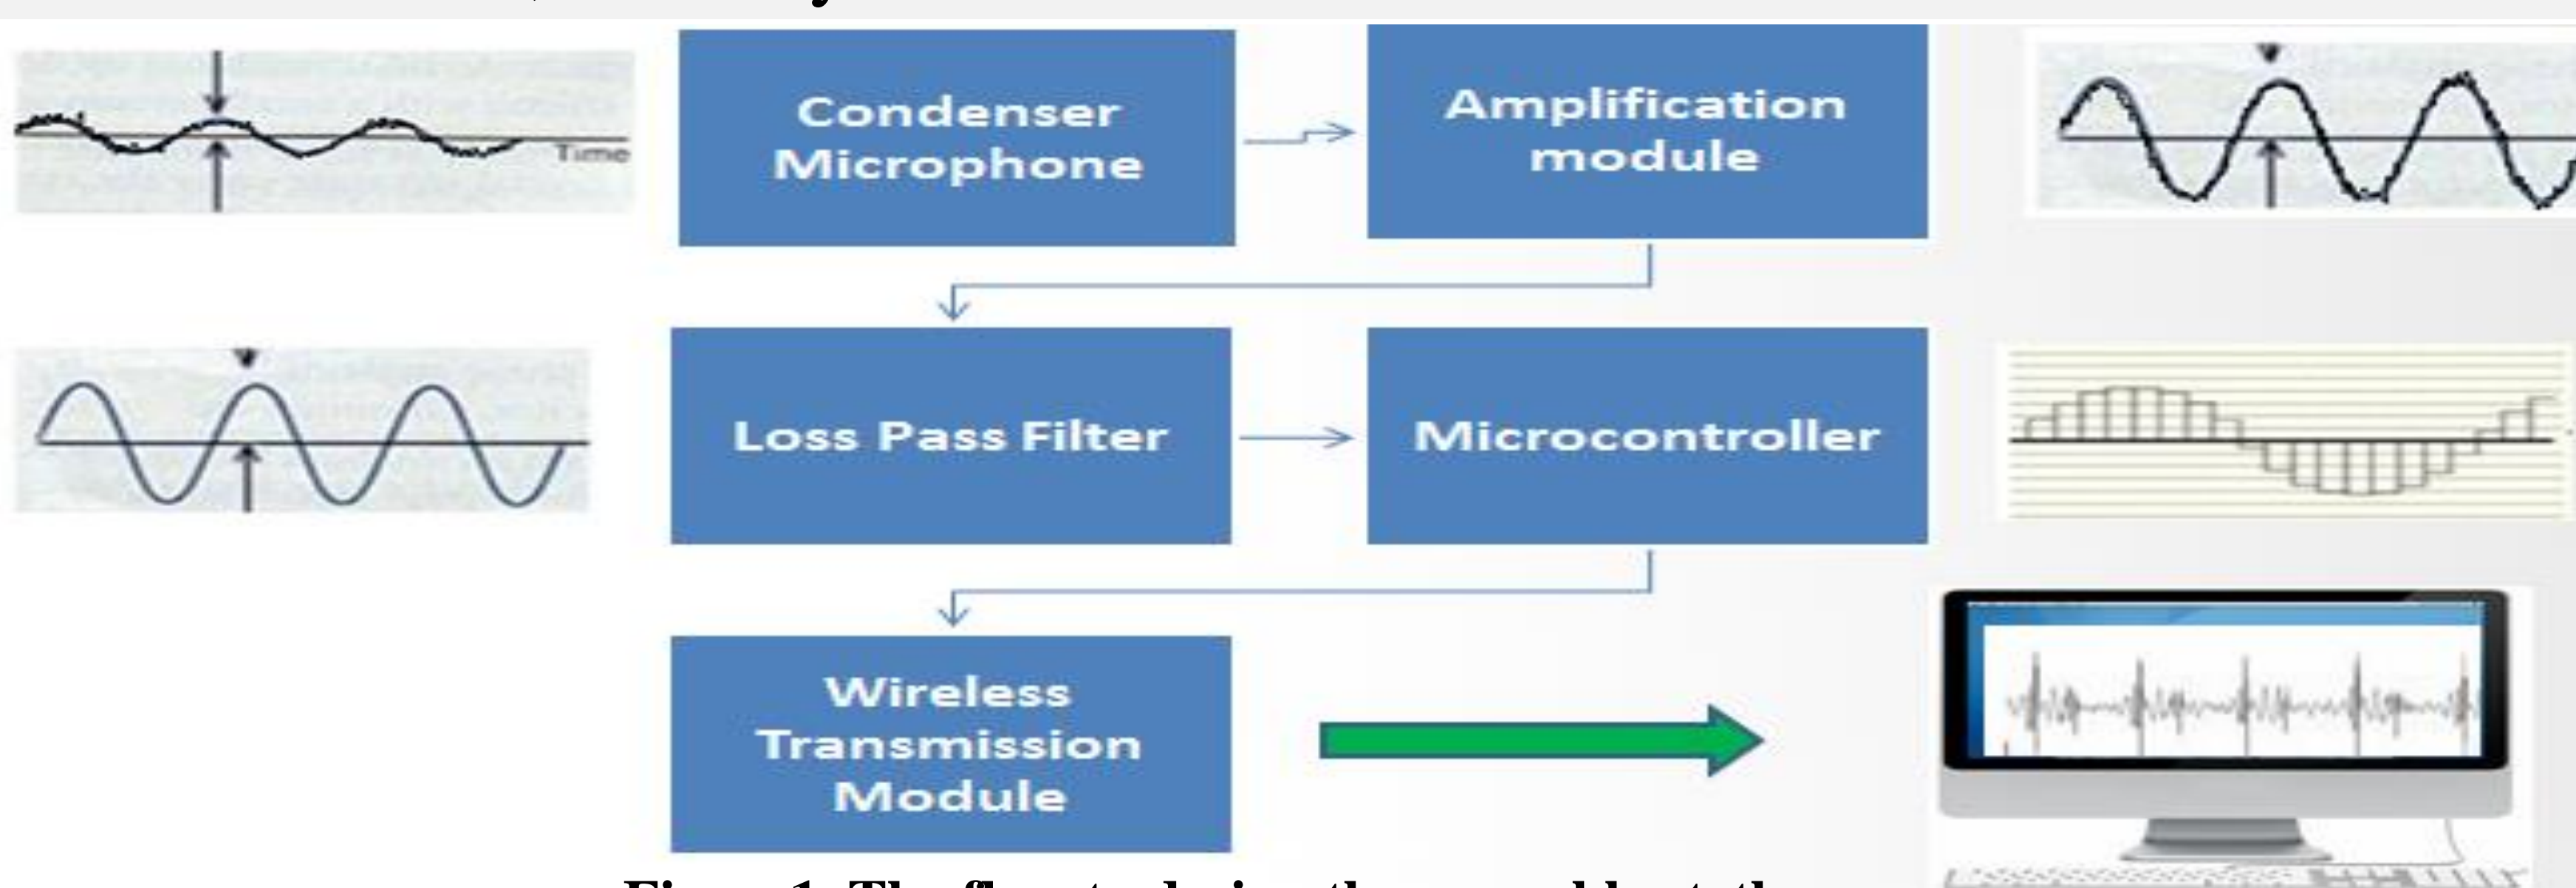 Condenser
Microphone
Amplification
module
Time
Loss Pass Filter
Microcontroller
Wireless
Transmission
Module